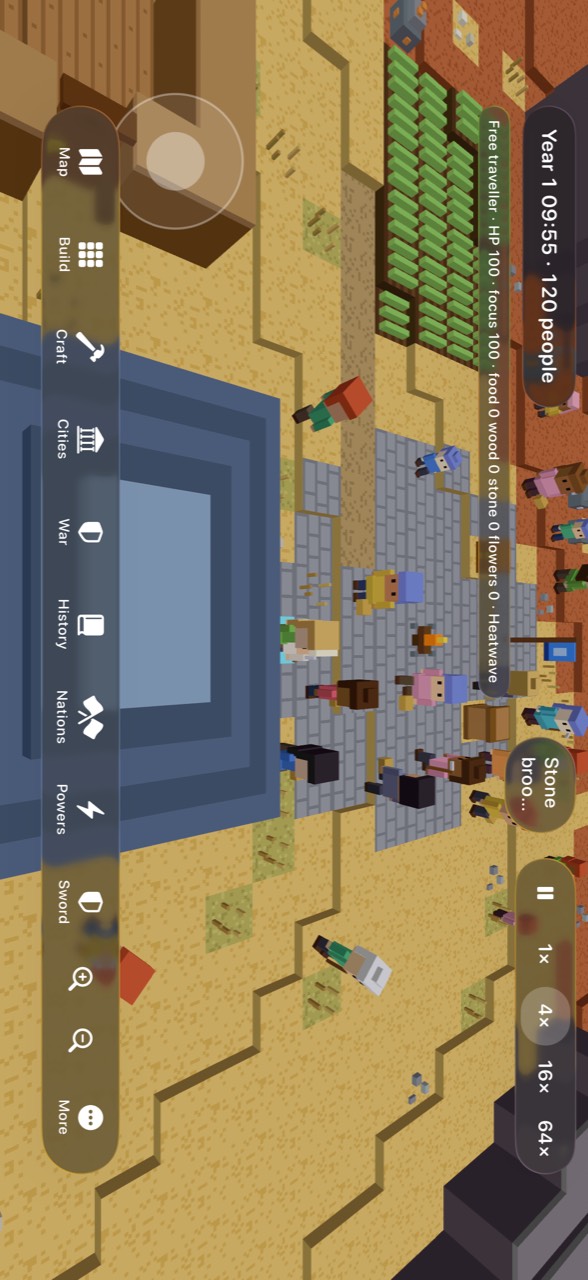 Year 1 09:55 · 120 people
Stone
broo...
1×
4×
16×
64×
Free traveller · HP 100 · focus 100 · food 0 wood 0 stone 0 flowers 0 · Heatwave
Map
Build
Craft
Cities
War
History
Nations
Powers
Sword
More